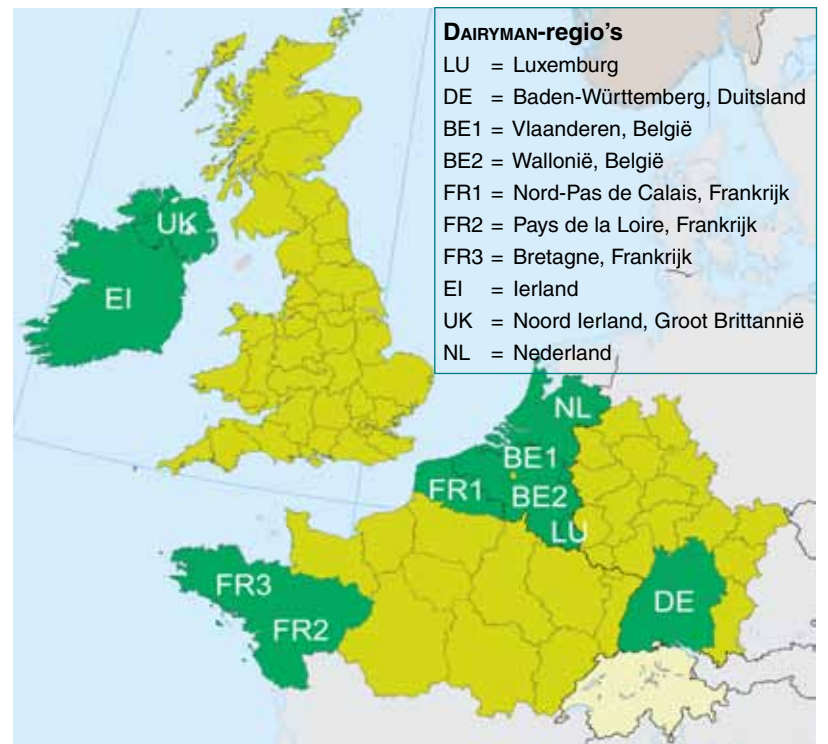 DAIRYMAN-regio's
LU = Luxemburg
DE = Baden-Württemberg, Duitsland
BE1 = Vlaanderen, België
BE2 = Wallonië, België
FR1 = Nord-Pas de Calais, Frankrijk
FR2 = Pays de la Loire, Frankrijk
FR3 = Bretagne, Frankrijk
EI = Ierland
UK = Noord Ierland, Groot Brittannië
NL = Nederland
UK
EI
NL
BE1
FR1
BE2
LU
FR3
DE
FR2